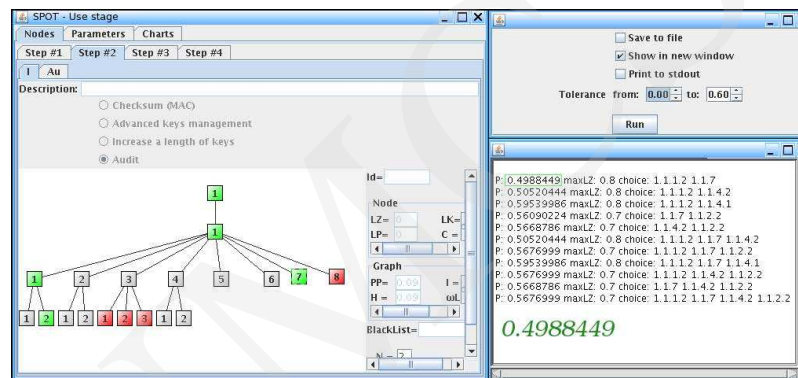 SPOT - Use stage
Nodes Parameters Charts
Step #1 Step #2 Step #3 Step #4
I Au
Description:
Checksum (MAC)
Advanced keys management
Increase a length of keys
Audit
1
1
1 2 3 4 5 6 7 8
1 2 1 2 1 2 3 1 2
Id=
Node
LZ= 0 LK=
LP= 0 C =
Graph
PP= 0.09 I =
H = 0.09 ωL
BlackList=
N = 2
Save to file
Show in new window
Print to stdout
Tolerance from: 0.00 to: 0.60
Run
P: 0.4988449 maxLZ: 0.8 choice: 1.1.1.2 1.1.7
P: 0.50520444 maxLZ: 0.8 choice: 1.1.1.2 1.1.4.2
P: 0.59539986 maxLZ: 0.8 choice: 1.1.1.2 1.1.4.1
P: 0.56090224 maxLZ: 0.7 choice: 1.1.7 1.1.2.2
P: 0.5668786 maxLZ: 0.7 choice: 1.1.4.2 1.1.2.2
P: 0.50520444 maxLZ: 0.8 choice: 1.1.1.2 1.1.7 1.1.4.2
P: 0.5676999 maxLZ: 0.7 choice: 1.1.1.2 1.1.7 1.1.2.2
P: 0.59539986 maxLZ: 0.8 choice: 1.1.1.2 1.1.7 1.1.4.1
P: 0.5676999 maxLZ: 0.7 choice: 1.1.1.2 1.1.4.2 1.1.2.2
P: 0.5668786 maxLZ: 0.7 choice: 1.1.7 1.1.4.2 1.1.2.2
P: 0.5676999 maxLZ: 0.7 choice: 1.1.1.2 1.1.7 1.1.4.2 1.1.2.2
0.4988449